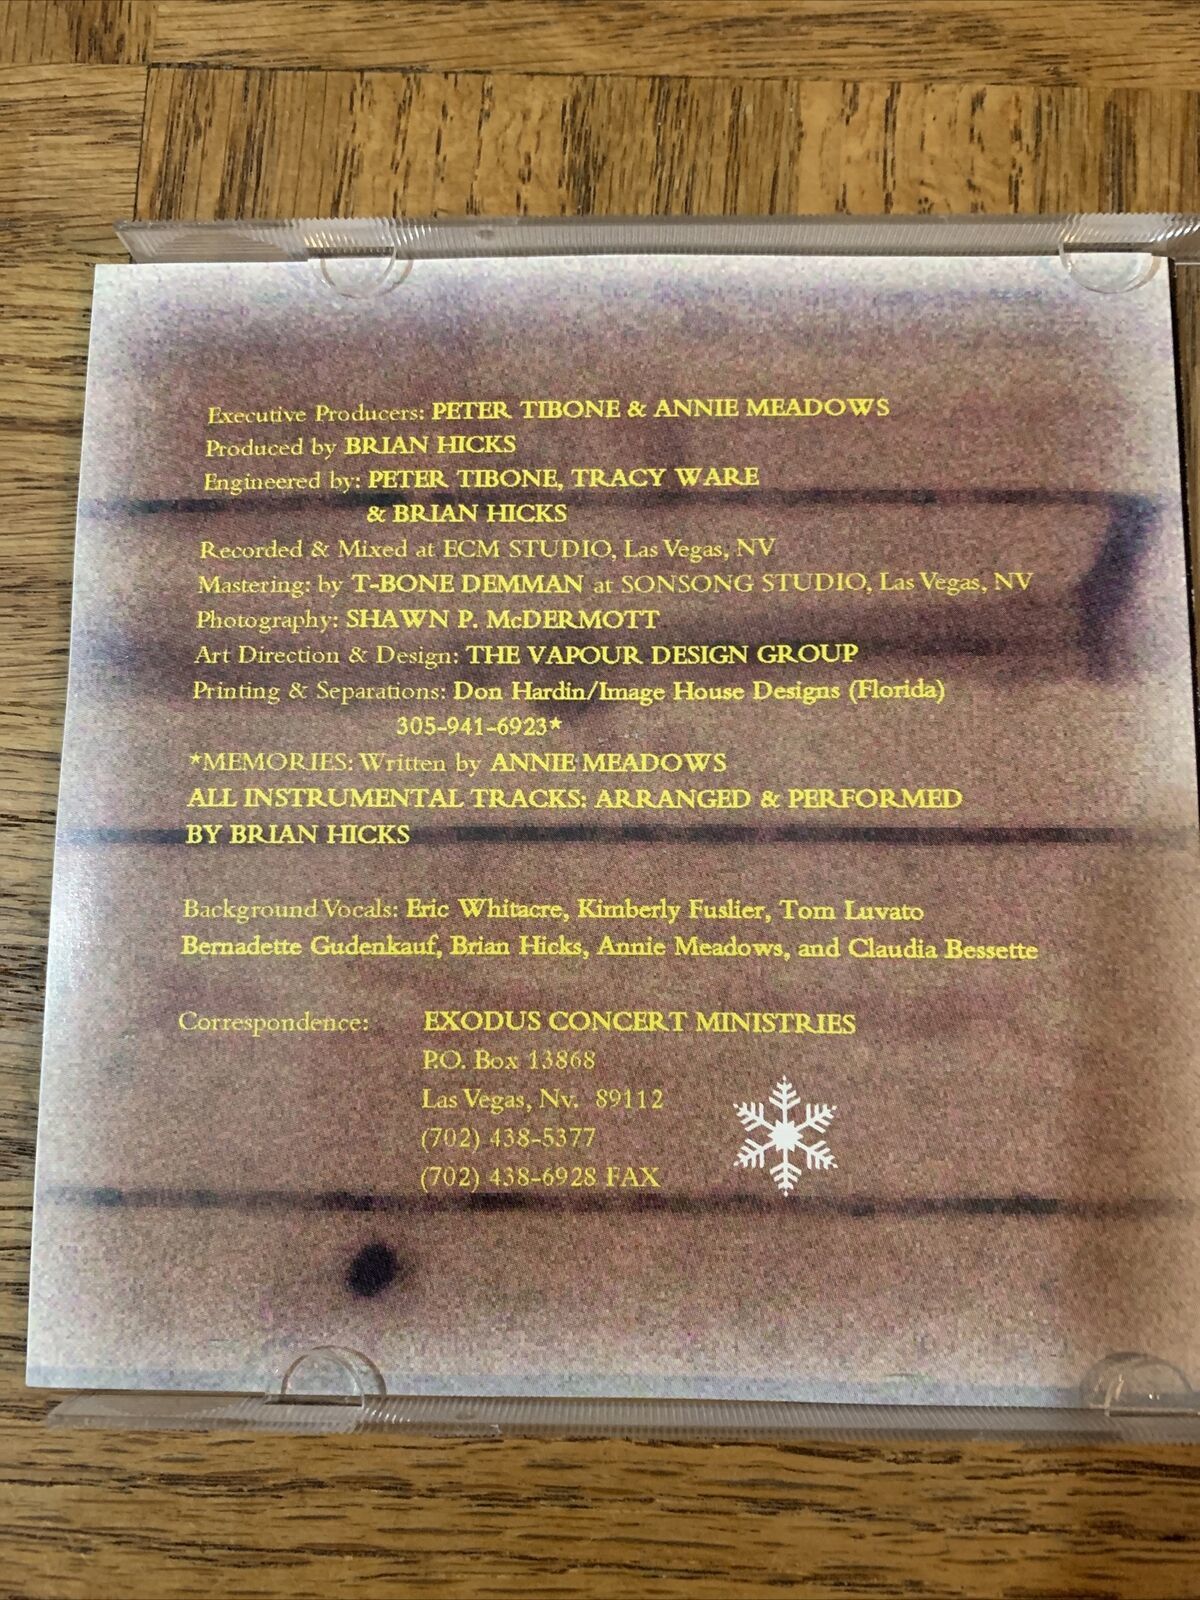 Executive Producers: PETER TIBONE & ANNIE MEADOWS
Produced by BRIAN HICKS
Engineered by: PETER TIBONE, TRACY WARE
& BRIAN HICKS
Recorded & Mixed at ECM STUDIO, Las Vegas, NV
Mastering: by T-BONE DEMMAN at SONSONG STUDIO, Las Vegas, NV
Photography: SHAWN P. McDERMOTT
Art Direction & Design: THE VAPOUR DESIGN GROUP
Printing & Separations: Don Hardin/Image House Designs (Florida)
305-941-6923*
*MEMORIES: Written by ANNIE MEADOWS
ALL INSTRUMENTAL TRACKS: ARRANGED & PERFORMED
BY BRIAN HICKS
Background Vocals: Eric Whitacre, Kimberly Fuslier, Tom Luvato
Bernadette Gudenkauf, Brian Hicks, Annie Meadows, and Claudia Bessette
Correspondence: EXODUS CONCERT MINISTRIES
P.O. Box 13868
Las Vegas, Nv. 89112
(702) 438-5377
(702) 438-6928 FAX